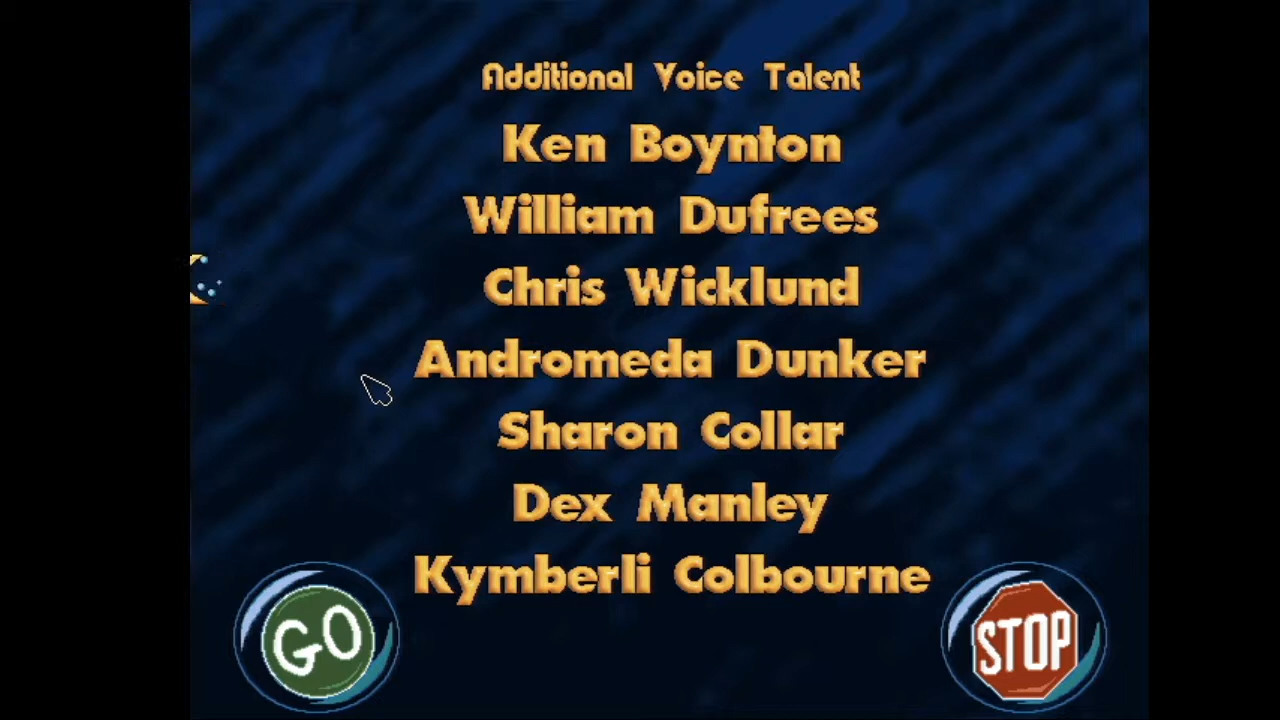 Additional Voice Talent
Ken Boynton
William Dufrees
Chris Wicklund
Andromeda Dunker
Sharon Collar
Dex Manley
Kymberli Colbourne
GO
STOP